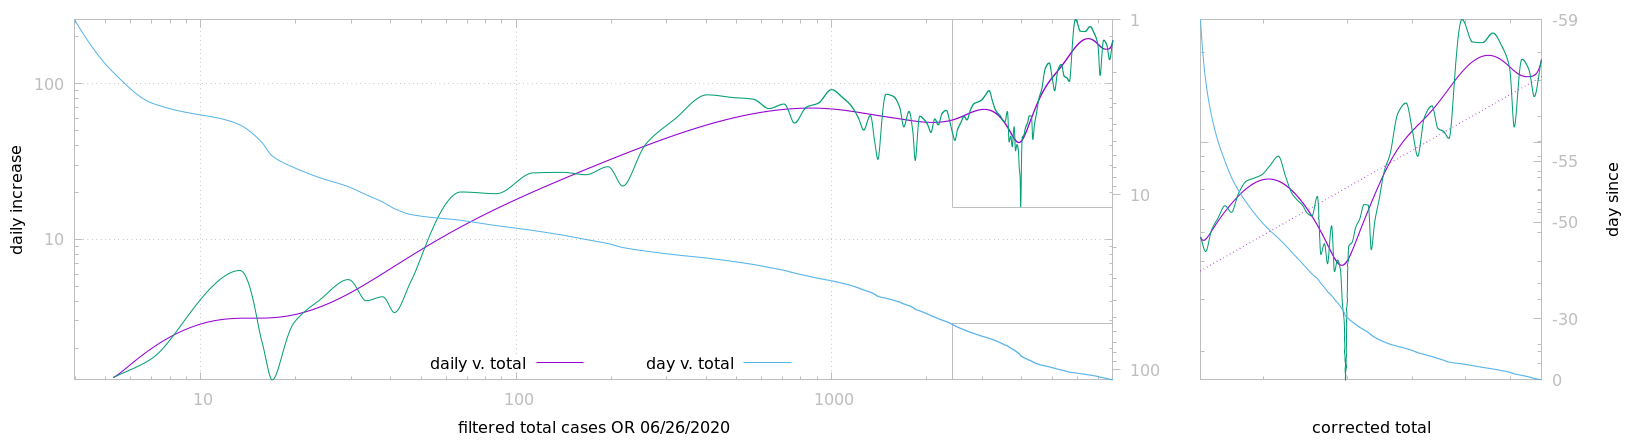 1
-59
100
-55
10
-50
10
-30
100
0
daily increase
day since
daily v. total
day v. total
10
100
1000
filtered total cases OR 06/26/2020
corrected total